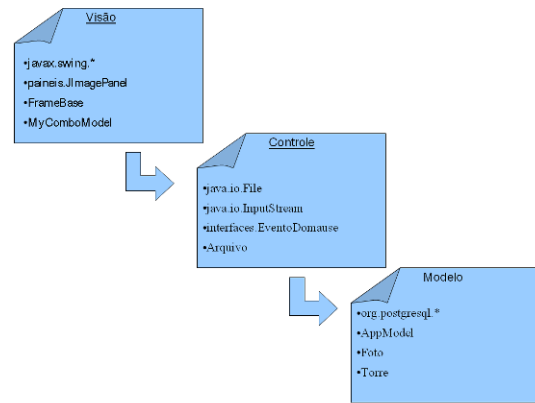 Visão
•javax.swing.*
•paineis.JImagePanel
•FrameBase
•MyComboModel
Controle
•java.io.File
•java.io.InputStream
•interfaces.EventoDomause
•Arquivo
Modelo
•org.postgresql.*
•AppModel
•Foto
•Torre